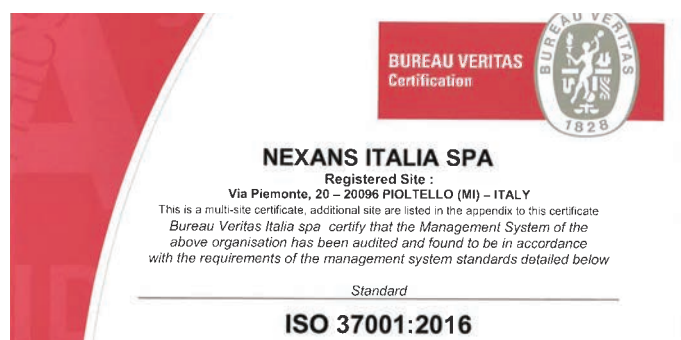 BUREAU VERITAS
Certification
BUREAU VERITAS
1828
NEXANS ITALIA SPA
Registered Site :
Via Piemonte, 20 – 20096 PIOLTELLO (MI) – ITALY
This is a multi-site certificate, additional site are listed in the appendix to this certificate
Bureau Veritas Italia spa certify that the Management System of the
above organisation has been audited and found to be in accordance
with the requirements of the management system standards detailed below
Standard
ISO 37001:2016